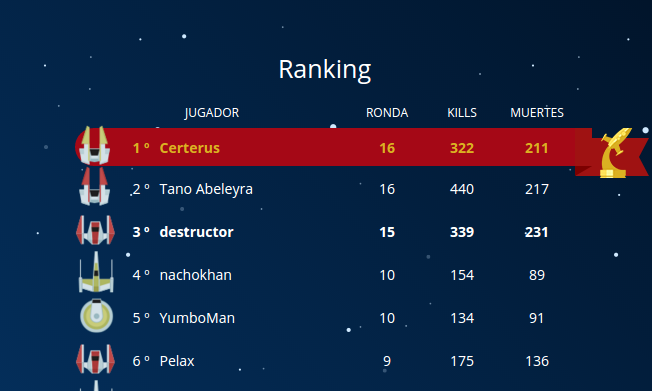 Ranking
JUGADOR RONDA KILLS MUERTES
1 º Certerus 16 322 211
2 º Tano Abeleyra 16 440 217
3 º destructor 15 339 231
4 º nachokhan 10 154 89
5 º YumboMan 10 134 91
6 º Pelax 9 175 136